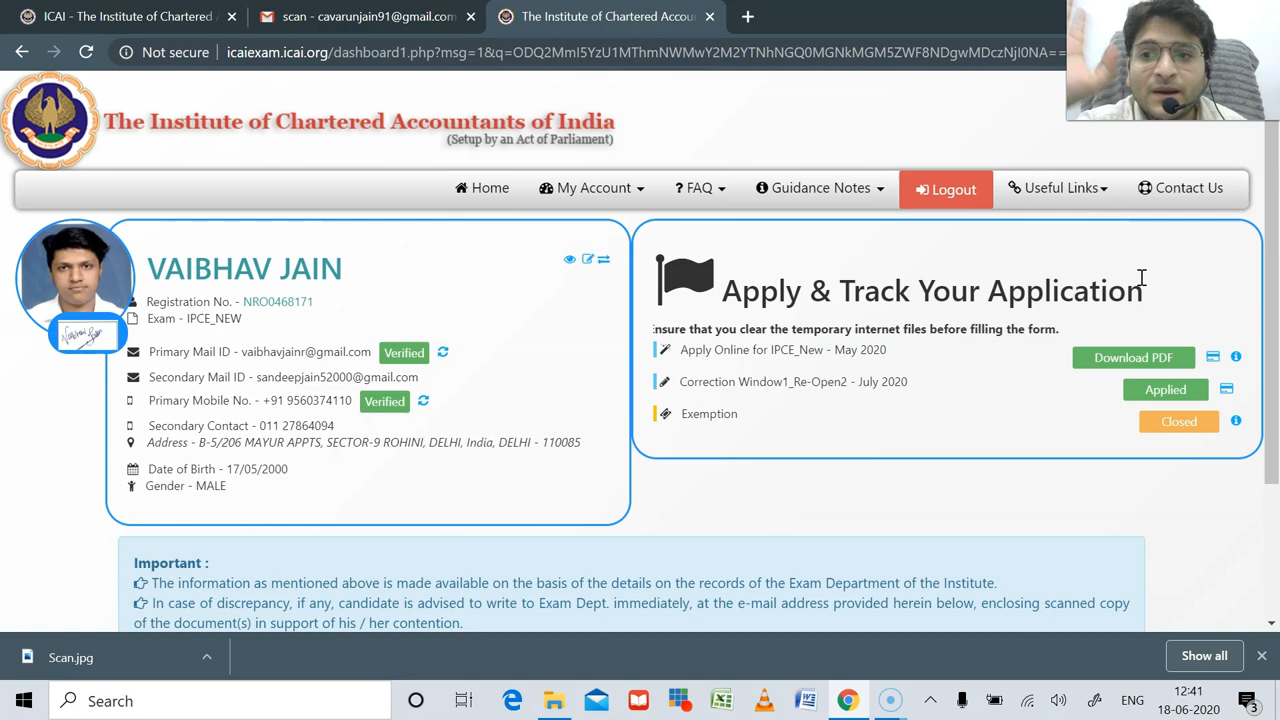 ICAI - The Institute of Chartered A
scan - cavarunjain91@gmail.com
The Institute of Chartered Accou
Not secure
icaiexam.icai.org/dashboard1.php?msg=1&q=
The Institute of Chartered Accountants of India
(Setup by an Act of Parliament)
Home
My Account
? FAQ
Guidance Notes
Logout
Useful Links
Contact Us
VAIBHAV JAIN
Registration No. - NRO0468171
Exam - IPCE_NEW
Primary Mail ID - vaibhavjainr@gmail.com Verified
Secondary Mail ID - sandeepjain52000@gmail.com
Primary Mobile No. - +91 9560374110 Verified
Secondary Contact - 011 27864094
Address - B-5/206 MAYUR APPTS, SECTOR-9 ROHINI, DELHI, India, DELHI - 110085
Date of Birth - 17/05/2000
Gender - MALE
Apply & Track Your Application
nsure that you clear the temporary internet files before filling the form.
Apply Online for IPCE_New - May 2020 Download PDF
Correction Window1_Re-Open2 - July 2020 Applied
Exemption Closed
Important :
The information as mentioned above is made available on the basis of the details on the records of the Exam Department of the Institute.
In case of discrepancy, if any, candidate is advised to write to Exam Dept. immediately, at the e-mail address provided herein below, enclosing scanned copy
of the document(s) in support of his / her contention.
Scan.jpg
Show all
Search
ENG
12:41
18-06-2020
3